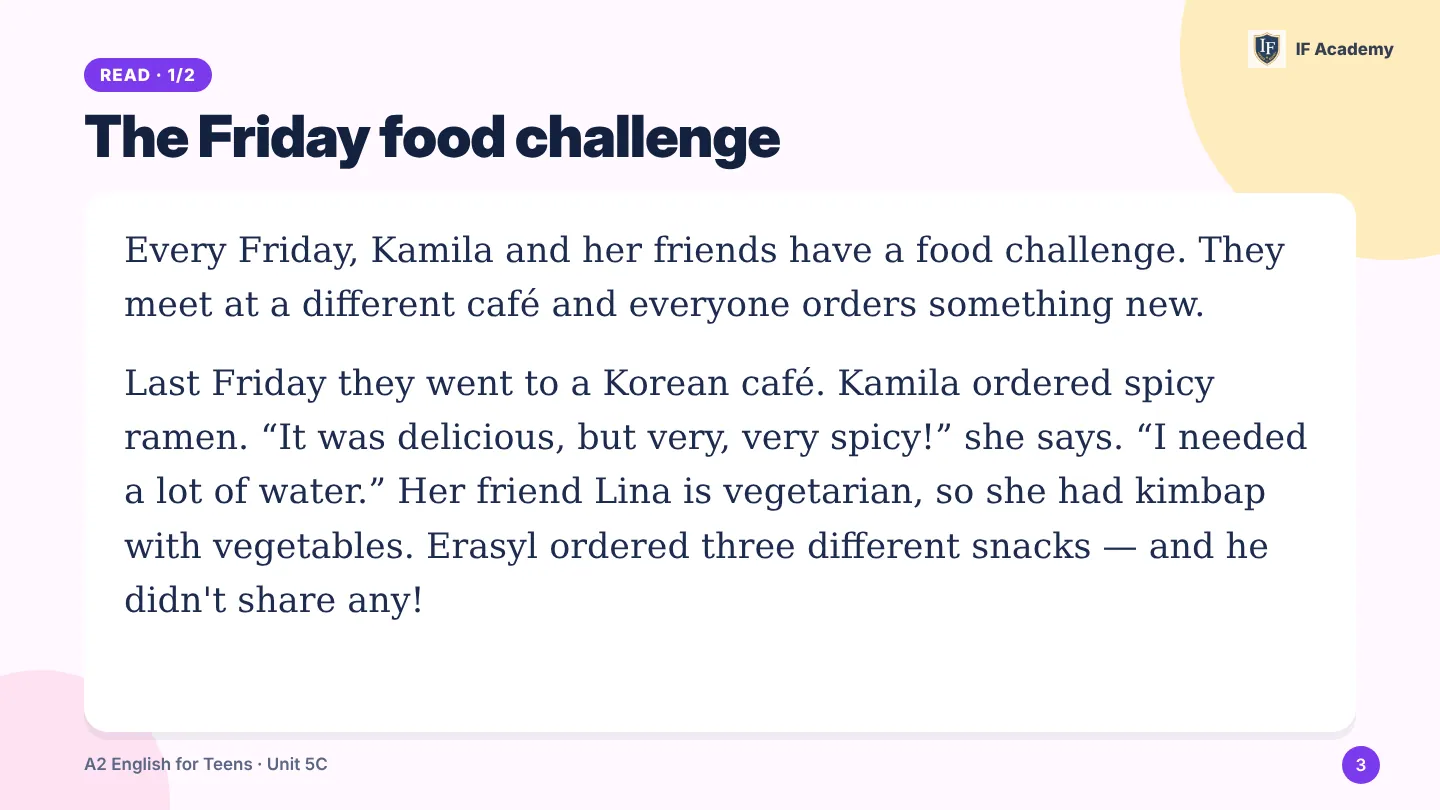 IF Academy
READ · 1/2
The Friday food challenge
Every Friday, Kamila and her friends have a food challenge. They
meet at a different café and everyone orders something new.
Last Friday they went to a Korean café. Kamila ordered spicy
ramen. “It was delicious, but very, very spicy!” she says. “I needed
a lot of water.” Her friend Lina is vegetarian, so she had kimbap
with vegetables. Erasyl ordered three different snacks — and he
didn't share any!
A2 English for Teens · Unit 5C
3